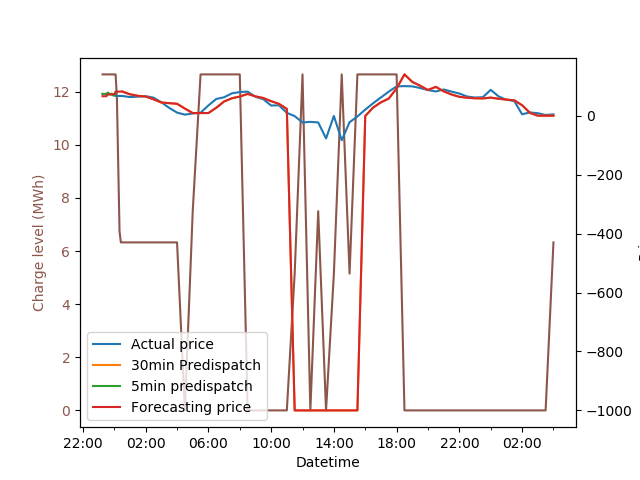 12
10
8
6
4
2
0
Charge level (MWh)
0
−200
−400
−600
−800
−1000
Actual price
30min Predispatch
5min predispatch
Forecasting price
22:00 02:00 06:00 10:00 14:00 18:00 22:00 02:00
Datetime